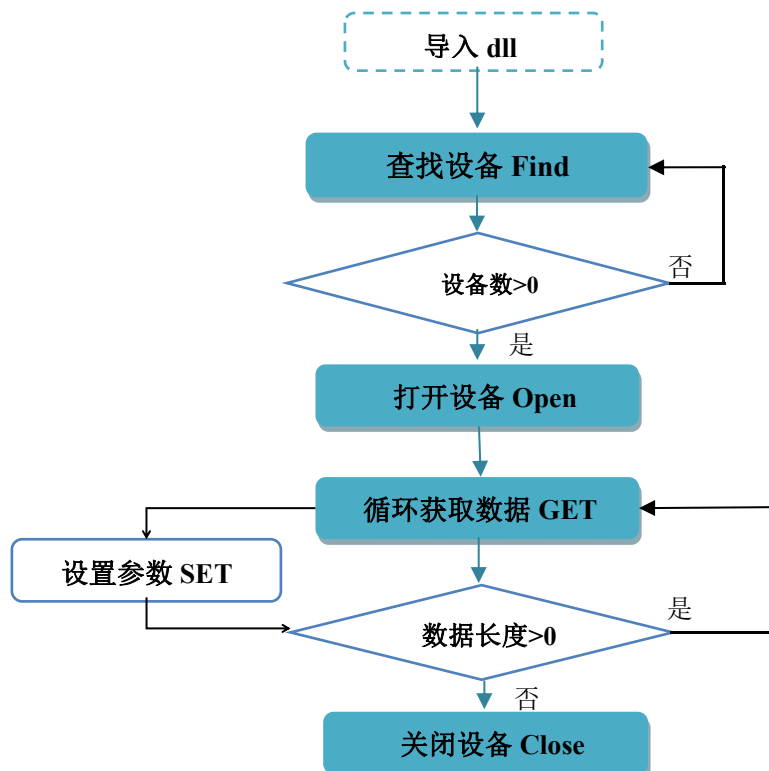 导入 dll
查找设备 Find
否
设备数>0
是
打开设备 Open
循环获取数据 GET
设置参数 SET
是
数据长度>0
否
关闭设备 Close